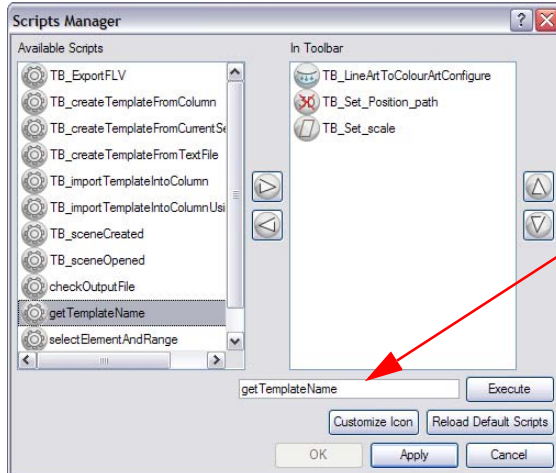 Scripts Manager
Available Scripts
In Toolbar
TB_ExportFLV
TB_createTemplateFromColumn
TB_createTemplateFromCurrentSe
TB_createTemplateFromTextFile
TB_importTemplateIntoColumn
TB_importTemplateIntoColumnUsi
TB_sceneCreated
TB_sceneOpened
checkOutputFile
getTemplateName
selectElementAndRange
TB_LineArtToColourArtConfigure
3D TB_Set_Position_path
TB_Set_scale
getTemplateName
Execute
Customize Icon
Reload Default Scripts
OK
Apply
Cancel